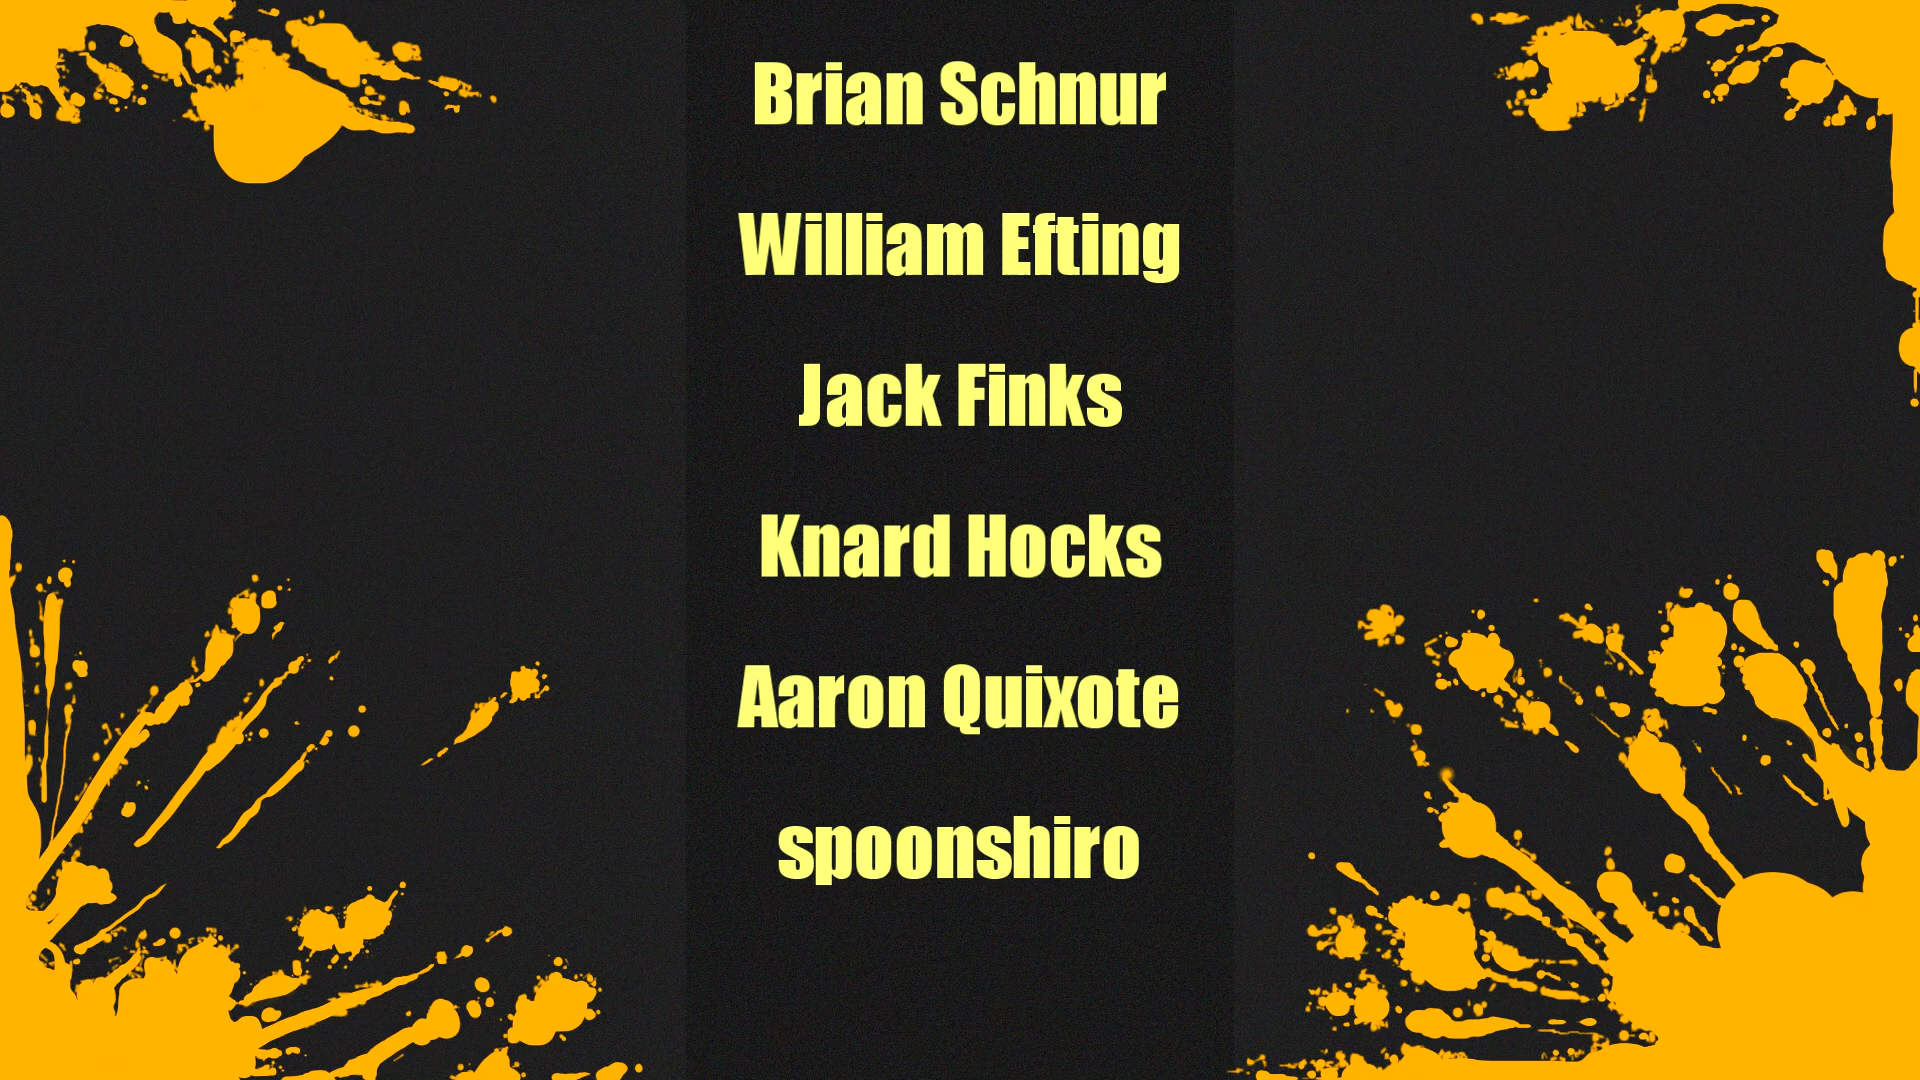 Brian Schnur
William Efting
Jack Finks
Knard Hocks
Aaron Quixote
spoonshiro